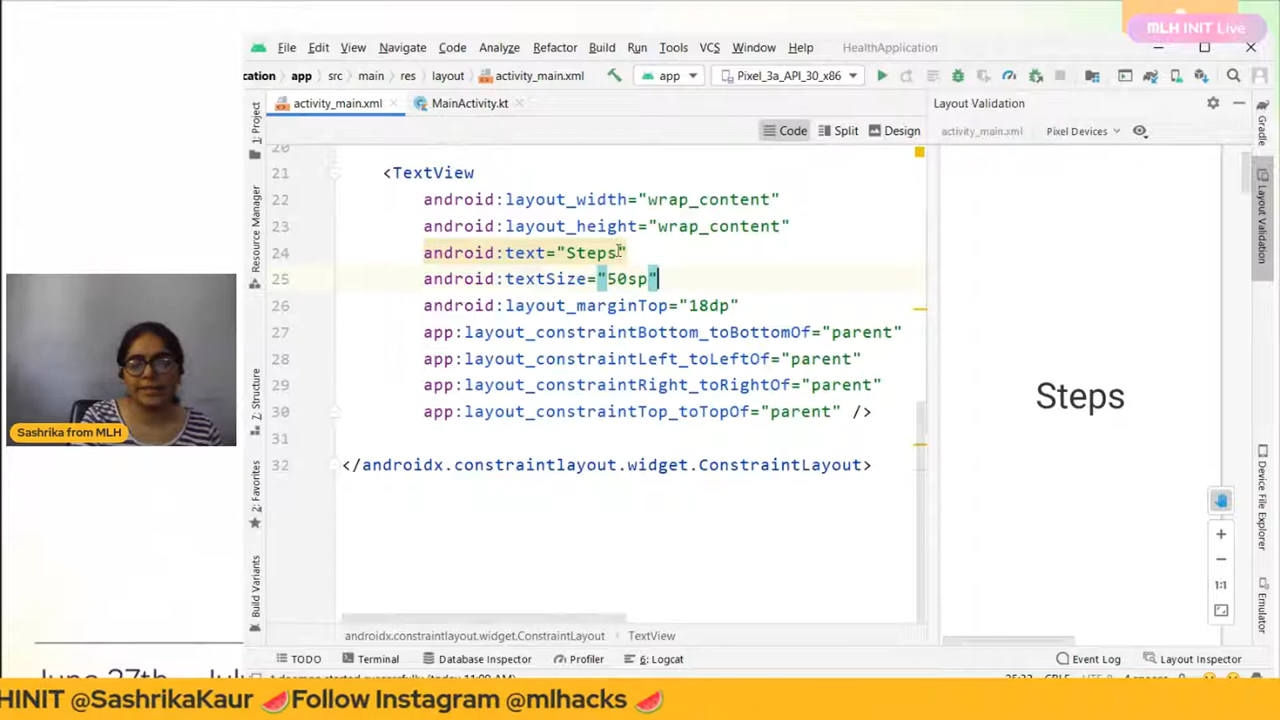 MLH INIT Live
File Edit View Navigate Code Analyze Refactor Build Run Tools VCS Window Help HealthApplication
cation app src main res layout activity_main.xml app Pixel_3a_API_30_x86
activity_main.xml MainActivity.kt Layout Validation
Code Split Design activity_main.xml Pixel Devices
1: Project
Resource Manager
Z: Structure
2: Favorites
Build Variants
20
21 <TextView
22 android:layout_width="wrap_content"
23 android:layout_height="wrap_content"
24 android:text="Steps"
25 android:textSize="50sp"
26 android:layout_marginTop="18dp"
27 app:layout_constraintBottom_toBottomOf="parent"
28 app:layout_constraintLeft_toLeftOf="parent"
29 app:layout_constraintRight_toRightOf="parent"
30 app:layout_constraintTop_toTopOf="parent" />
31
32 </androidx.constraintlayout.widget.ConstraintLayout>
Steps
Gradle
Layout Validation
Device File Explorer
Emulator
1:1
Sashrika from MLH
androidx.constraintlayout.widget.ConstraintLayout TextView
TODO Terminal Database Inspector Profiler 6: Logcat Event Log Layout Inspector
June 27th
HINIT @SashrikaKaur 🍉Follow Instagram @mlhacks 🍉